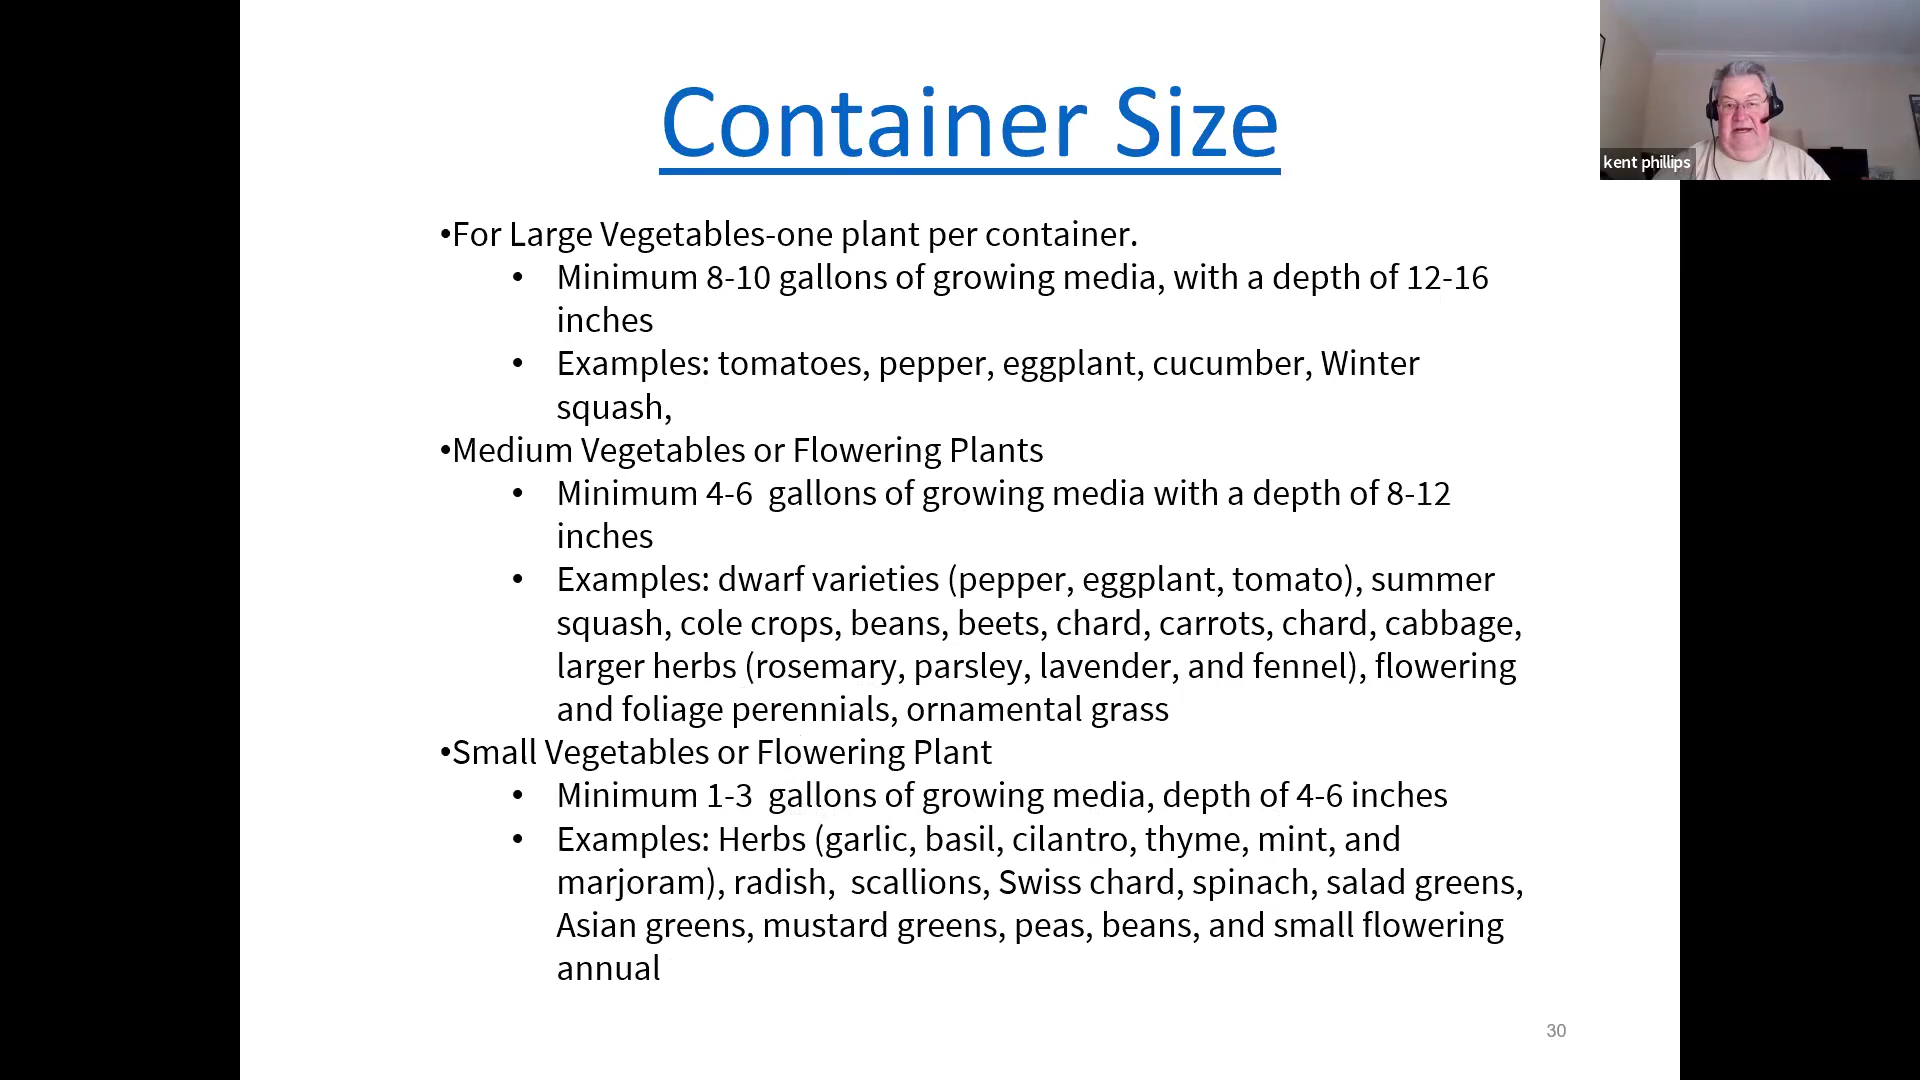 Container Size
kent phillips
•For Large Vegetables-one plant per container.
• Minimum 8-10 gallons of growing media, with a depth of 12-16
inches
• Examples: tomatoes, pepper, eggplant, cucumber, Winter
squash,
•Medium Vegetables or Flowering Plants
• Minimum 4-6  gallons of growing media with a depth of 8-12
inches
• Examples: dwarf varieties (pepper, eggplant, tomato), summer
squash, cole crops, beans, beets, chard, carrots, chard, cabbage,
larger herbs (rosemary, parsley, lavender, and fennel), flowering
and foliage perennials, ornamental grass
•Small Vegetables or Flowering Plant
• Minimum 1-3  gallons of growing media, depth of 4-6 inches
• Examples: Herbs (garlic, basil, cilantro, thyme, mint, and
marjoram), radish,  scallions, Swiss chard, spinach, salad greens,
Asian greens, mustard greens, peas, beans, and small flowering
annual
30